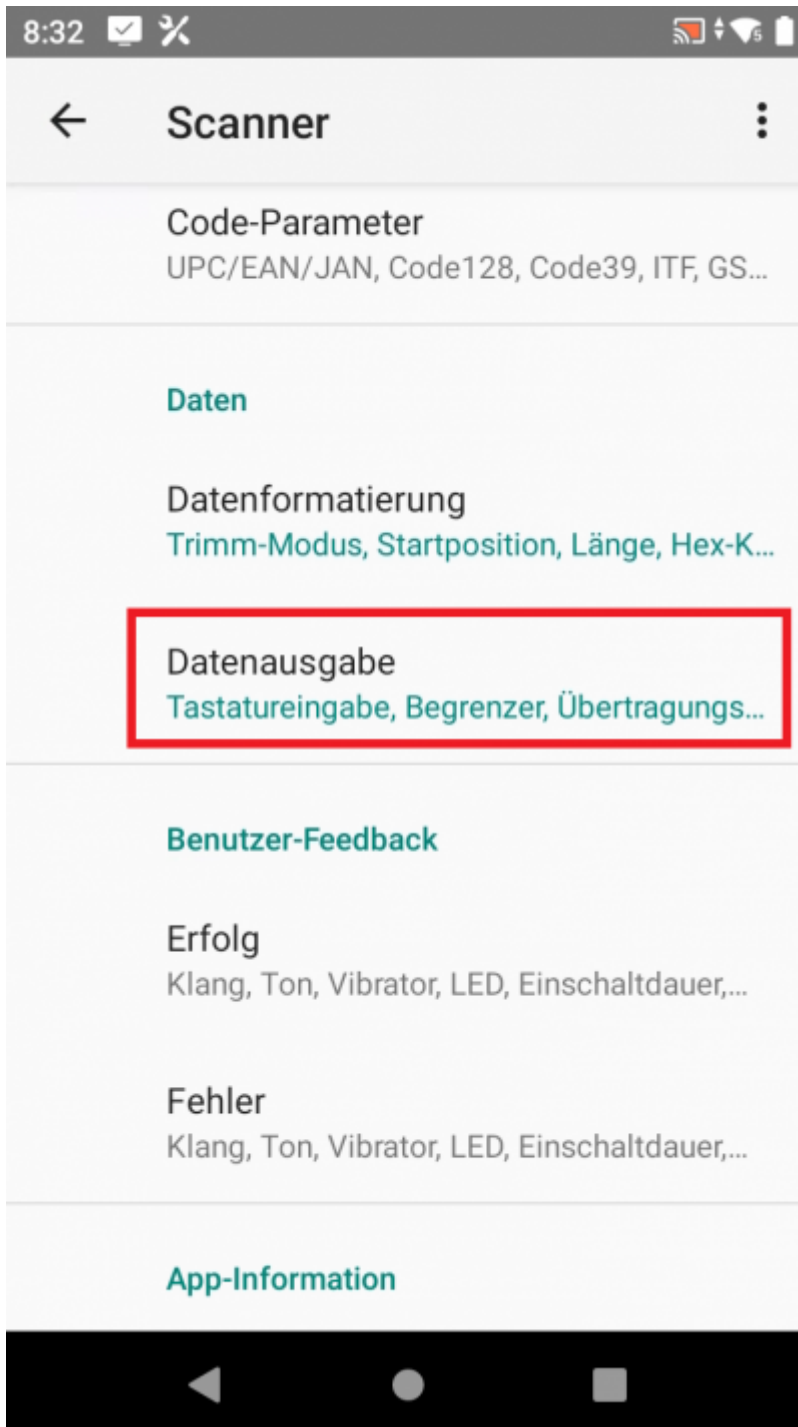 8:32
5
Scanner
Code-Parameter
UPC/EAN/JAN, Code128, Code39, ITF, GS...
Daten
Datenformatierung
Trimm-Modus, Startposition, Länge, Hex-K...
Datenausgabe
Tastatureingabe, Begrenzer, Übertragungs...
Benutzer-Feedback
Erfolg
Klang, Ton, Vibrator, LED, Einschaltdauer,...
Fehler
Klang, Ton, Vibrator, LED, Einschaltdauer,...
App-Information